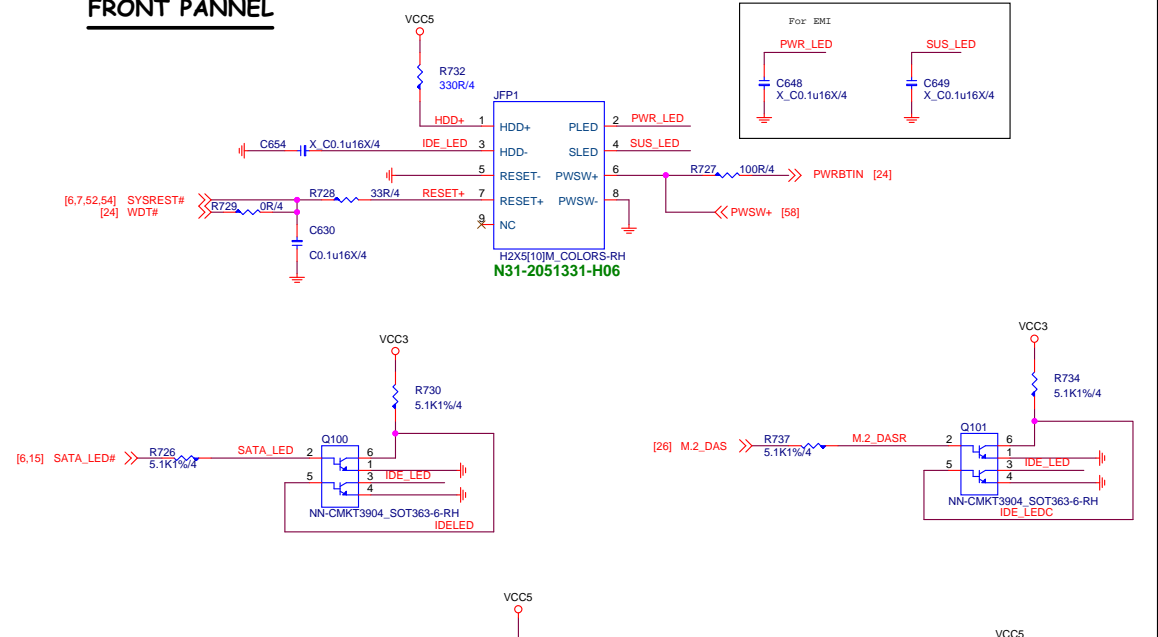 FRONT PANNEL
VCC5
R732
330R/4
For EMI
PWR_LED
SUS_LED
C648
X_C0.1u16X/4
C649
X_C0.1u16X/4
JFP1
HDD+ 1 HDD+ PLED 2 PWR_LED
C654 X_C0.1u16X/4 IDE_LED 3 HDD- SLED 4 SUS_LED
5 RESET- PWSW+ 6 R727 100R/4 PWRBTIN [24]
[6,7,52,54] SYSREST# R728 33R/4 RESET+ 7 RESET+ PWSW- 8
[24] WDT# R729 0R/4 PWSW+ [58]
9 NC
C630
C0.1u16X/4
H2X5[10]M_COLORS-RH
N31-2051331-H06
VCC3
R730
5.1K1%/4
Q100
[6,15] SATA_LED# R726 5.1K1%/4 SATA_LED 2 6
1
5 3 IDE_LED
4
NN-CMKT3904_SOT363-6-RH
IDELED
VCC3
R734
5.1K1%/4
Q101
[26] M.2_DAS R737 5.1K1%/4 M.2_DASR 2 6
1
5 3 IDE_LED
4
NN-CMKT3904_SOT363-6-RH
IDE_LEDC
VCC5
VCC5